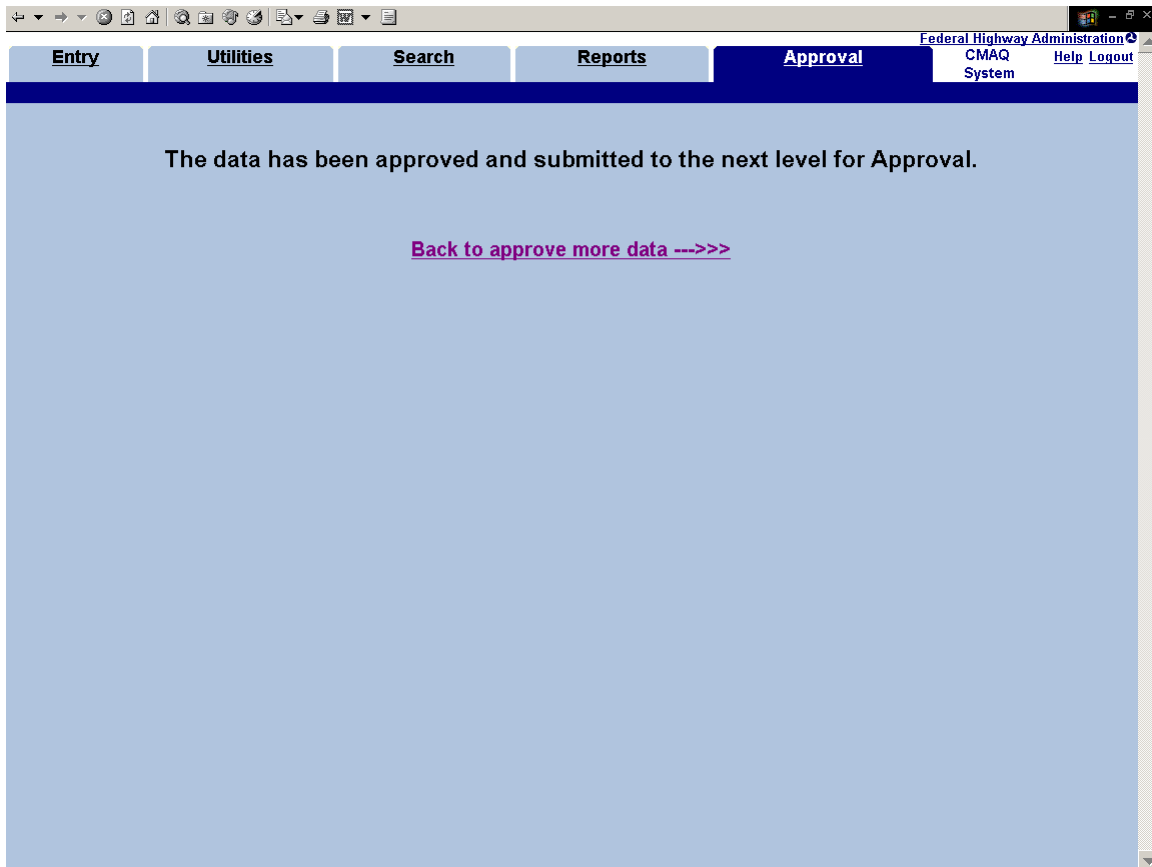 Federal Highway Administration
Entry
Utilities
Search
Reports
Approval
CMAQ
System
Help Logout
The data has been approved and submitted to the next level for Approval.
Back to approve more data --->>>